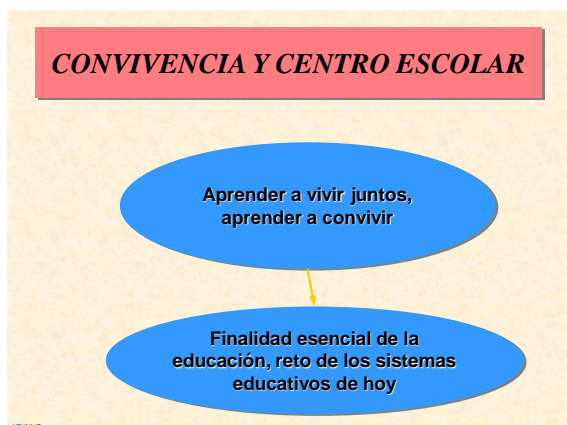 CONVIVENCIA Y CENTRO ESCOLAR
Aprender a vivir juntos,
aprender a convivir
Finalidad esencial de la
educación, reto de los sistemas
educativos de hoy